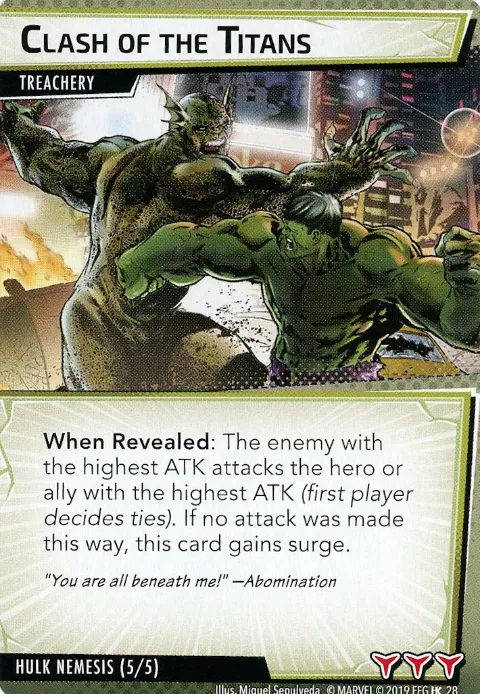 CLASH OF THE TITANS
TREACHERY
When Revealed: The enemy with
the highest ATK attacks the hero or
ally with the highest ATK (first player
decides ties). If no attack was made
this way, this card gains surge.
"You are all beneath me!" —Abomination
HULK NEMESIS (5/5)
Illus. Miguel Sepulveda © MARVEL © 2019 FFG HK 28